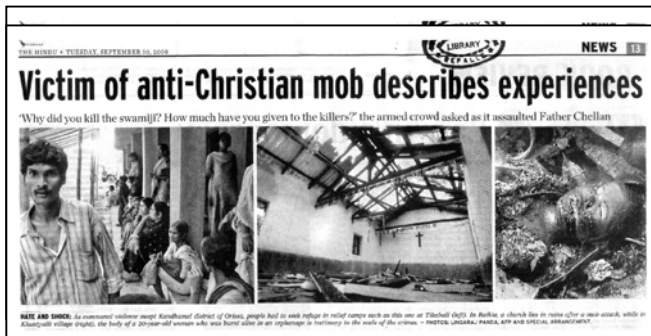 LIBRARY
THE HINDU • TUESDAY, SEPTEMBER 30, 2008
NEWS 13
Victim of anti-Christian mob describes experiences
'Why did you kill the swamiji? How much have you given to the killers?' the armed crowd asked as it assaulted Father Chellan
HATE AND SHOCK: As communal violence swept Kandhamal district of Orissa, people had to seek refuge in relief camps such as this one at Tikabali (left). In Raikia, a church lies in ruins after a mob attack, while in
Khuntpalli village (right), the body of a 20-year-old woman who was burnt alive in an orphanage is testimony to the scale of the crimes. – PHOTOS: LINGARAJ PANDA, AFP AND SPECIAL ARRANGEMENT.